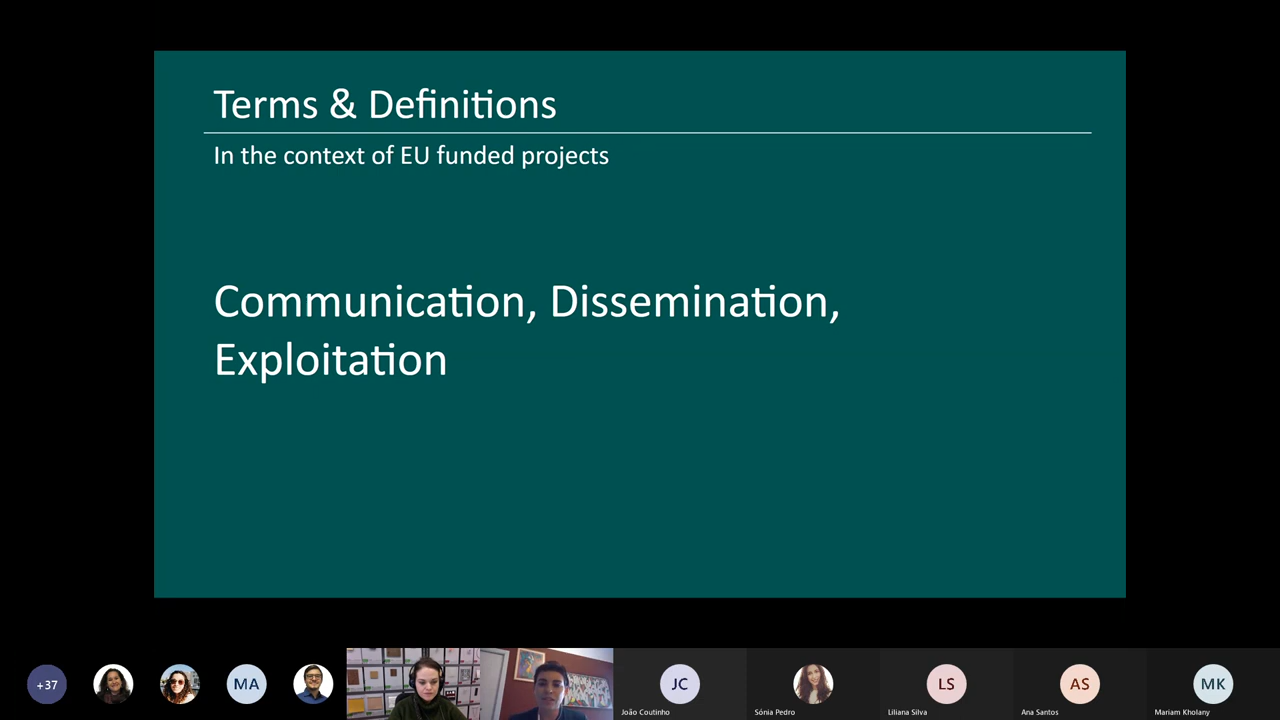 Terms & Definitions
In the context of EU funded projects
Communication, Dissemination,
Exploitation
+37
MA
JC
LS
AS
MK
João Coutinho
Sónia Pedro
Liliana Silva
Ana Santos
Mariam Kholany